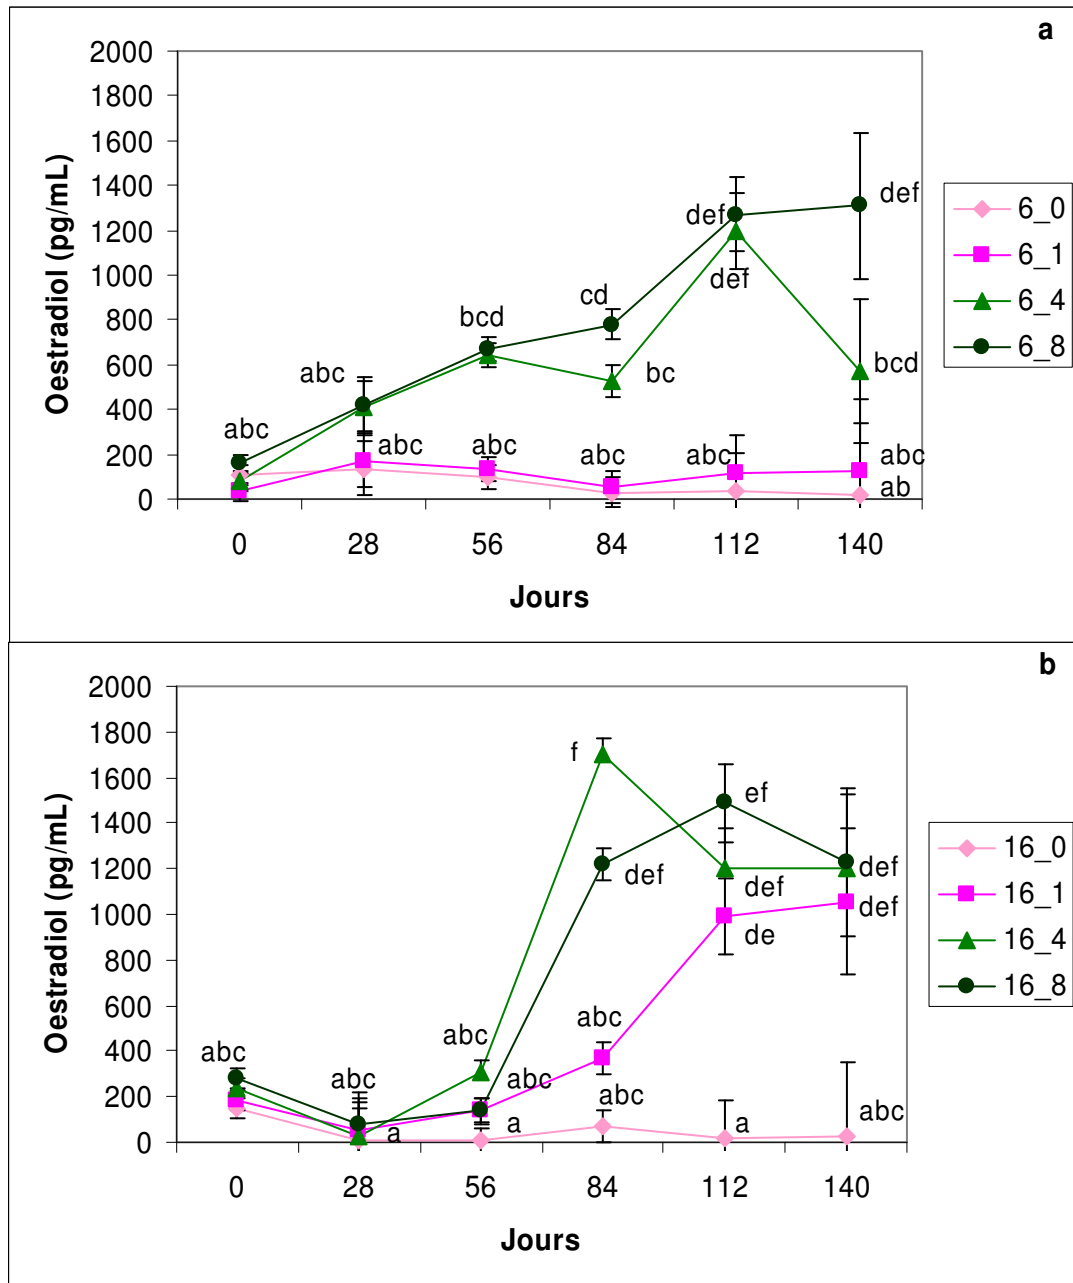 a
2000
1800
1600
1400
1200
1000
800
600
400
200
0
Oestradiol (pg/mL)
abc
abc
abc
bcd
abc
cd
bc
abc
def
def
abc
def
bcd
abc
ab
0 28 56 84 112 140
Jours
6_0
6_1
6_4
6_8
b
2000
1800
1600
1400
1200
1000
800
600
400
200
0
Oestradiol (pg/mL)
abc
abc
a
abc
abc
a
f
def
abc
abc
ef
def
de
a
def
def
abc
0 28 56 84 112 140
Jours
16_0
16_1
16_4
16_8